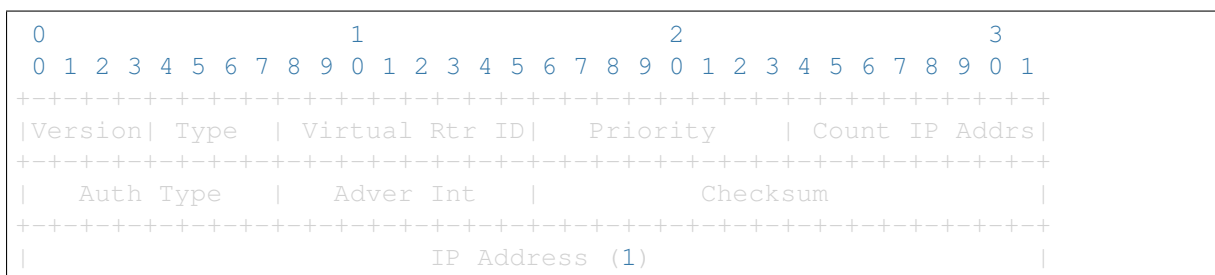 0                   1                   2                   3
 0 1 2 3 4 5 6 7 8 9 0 1 2 3 4 5 6 7 8 9 0 1 2 3 4 5 6 7 8 9 0 1
+-+-+-+-+-+-+-+-+-+-+-+-+-+-+-+-+-+-+-+-+-+-+-+-+-+-+-+-+-+-+-+-+
|Version| Type  | Virtual Rtr ID|   Priority    | Count IP Addrs|
+-+-+-+-+-+-+-+-+-+-+-+-+-+-+-+-+-+-+-+-+-+-+-+-+-+-+-+-+-+-+-+-+
|   Auth Type   |   Adver Int   |          Checksum             |
+-+-+-+-+-+-+-+-+-+-+-+-+-+-+-+-+-+-+-+-+-+-+-+-+-+-+-+-+-+-+-+-+
|                         IP Address (1)                        |